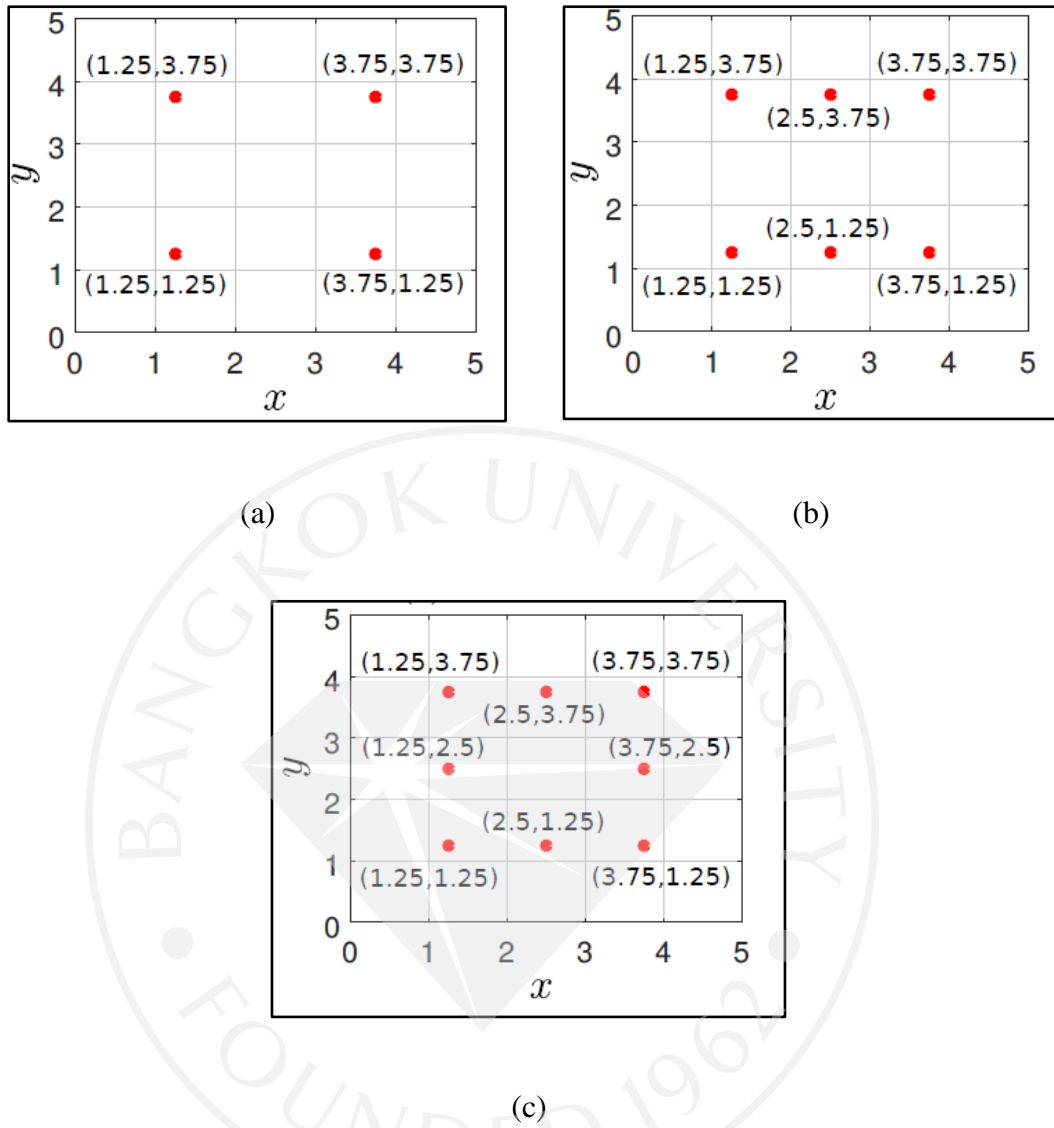 5
(1.25,3.75) (3.75,3.75)
4
3
y
2
1
(1.25,1.25) (3.75,1.25)
0
0 1 2 3 4 5
x
(a)
5
(1.25,3.75) (3.75,3.75)
4
(2.5,3.75)
3
y
2
(2.5,1.25)
1
(1.25,1.25) (3.75,1.25)
0
0 1 2 3 4 5
x
(b)
5
(1.25,3.75) (3.75,3.75)
4
(2.5,3.75)
3
(1.25,2.5) (3.75,2.5)
y
2
(2.5,1.25)
1
(1.25,1.25) (3.75,1.25)
0
0 1 2 3 4 5
x
(c)
BANGKOK UNIVERSITY
FOUNDED 1962